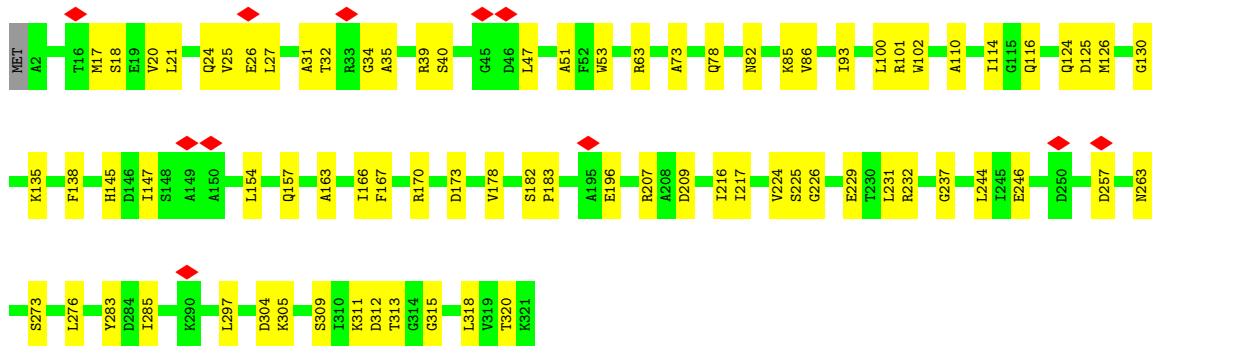 MET A2 T16 M17 S18 E19 V20 L21 Q24 V25 E26 L27 A31 T32 R33 G34 A35 R39 S40 G45 D46 L47 A51 F52 W53 R63 A73 Q78 N82 K85 V86 I93 L100 R101 W102 A110 I114 G115 Q116 Q124 D125 M126 G130
K135 F138 H145 D146 I147 S148 A149 A150 L154 Q157 A163 I166 F167 R170 D173 V178 S182 P183 A195 E196 R207 A208 D209 I216 I217 V224 S225 G226 E229 T230 L231 R232 G237 L244 I245 E246 D250 D257 N263
S273 L276 Y283 D284 I285 K290 L297 D304 K305 S309 I310 K311 D312 T313 G314 G315 L318 V319 T320 K321